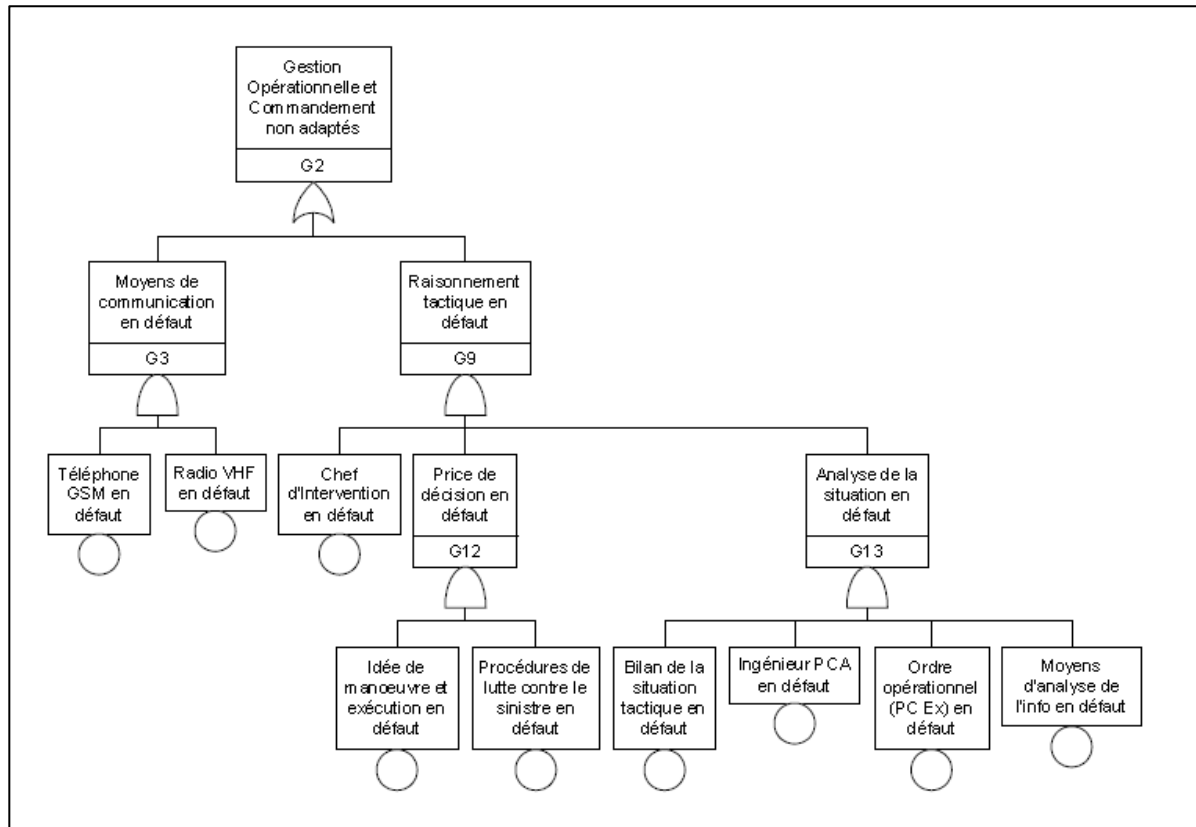 Gestion
Opérationnelle et
Commandement
non adaptés
G2
Moyens de
communication
en défaut
G3
Raisonnement
tactique en
défaut
G9
Téléphone
GSM en
défaut
Radio VHF
en défaut
Chef
d'Intervention
en défaut
Price de
décision en
défaut
G12
Analyse de la
situation en
défaut
G13
Idée de
manoeuvre et
exécution en
défaut
Procédures de
lutte contre le
sinistre en
défaut
Bilan de la
situation
tactique en
défaut
Ingénieur PCA
en défaut
Ordre
opérationnel
(PC Ex) en
défaut
Moyens
d'analyse de
l'info en défaut